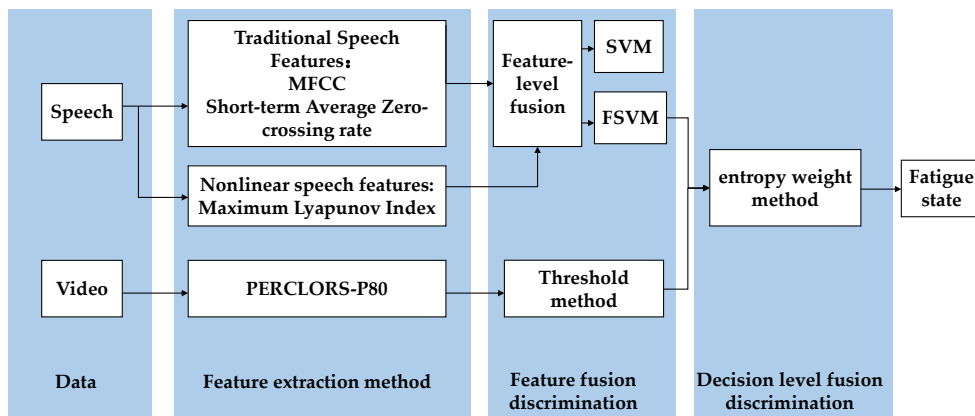 Speech
Traditional Speech
Features:
MFCC
Short-term Average Zero-
crossing rate
Nonlinear speech features:
Maximum Lyapunov Index
Feature-
level
fusion
SVM
FSVM
entropy weight
method
Fatigue
state
Video
PERCLORS-P80
Threshold
method
Data
Feature extraction method
Feature fusion
discrimination
Decision level fusion
discrimination